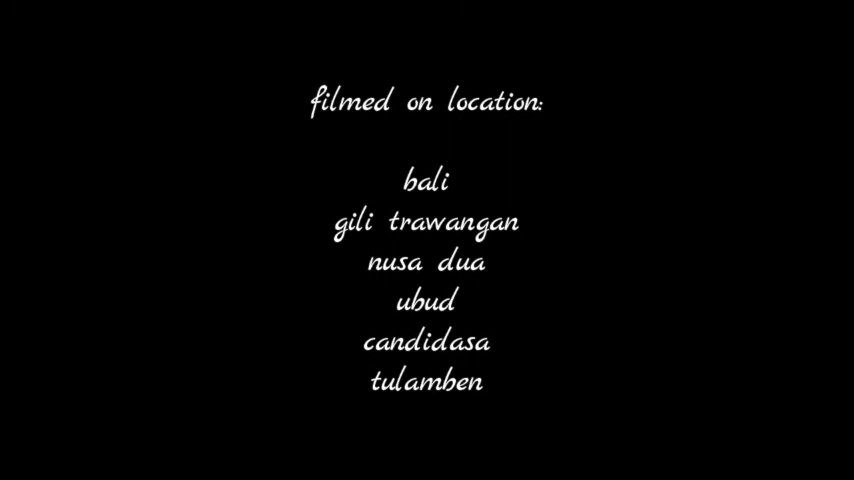 filmed on location:
bali
gili trawangan
nusa dua
ubud
candidasa
tulamben